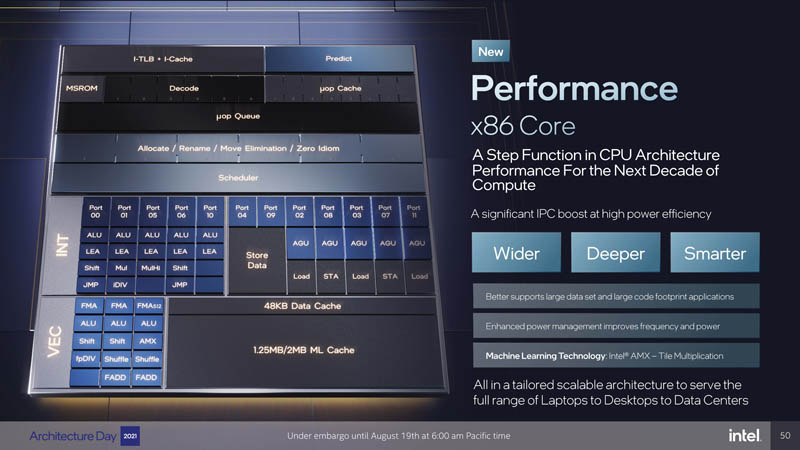 I-TLB + I-Cache Predict
MSROM Decode µop Cache
µop Queue
Allocate / Rename / Move Elimination / Zero Idiom
Scheduler
INT
Port 00 Port 01 Port 05 Port 06 Port 10 Port 04 Port 09 Port 02 Port 08 Port 03 Port 07 Port 11
ALU ALU ALU ALU ALU
LEA LEA LEA LEA LEA
Shift Mul MulHi Shift
JMP iDIV JMP
Store
Data
AGU AGU AGU AGU AGU
Load STA Load STA Load
VEC
FMA FMA FMA512
ALU ALU ALU
Shift Shift AMX
fpDIV Shuffle Shuffle
FADD FADD
48KB Data Cache
1.25MB/2MB ML Cache
New
Performance
x86 Core
A Step Function in CPU Architecture
Performance For the Next Decade of
Compute
A significant IPC boost at high power efficiency
Wider Deeper Smarter
Better supports large data set and large code footprint applications
Enhanced power management improves frequency and power
Machine Learning Technology: Intel® AMX – Tile Multiplication
All in a tailored scalable architecture to serve the
full range of Laptops to Desktops to Data Centers
Architecture Day 2021
Under embargo until August 19th at 6:00 am Pacific time
intel.
50